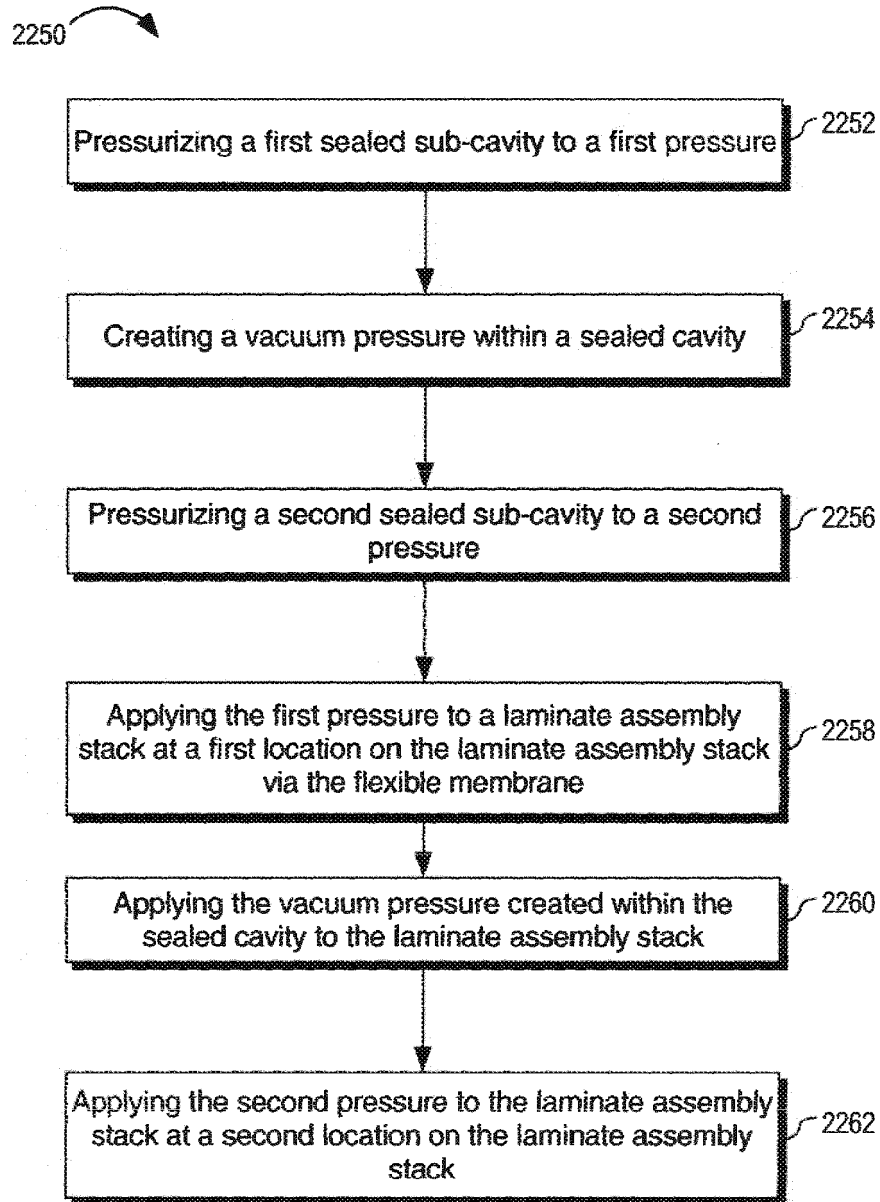 2250
Pressurizing a first sealed sub-cavity to a first pressure
2252
Creating a vacuum pressure within a sealed cavity
2254
Pressurizing a second sealed sub-cavity to a second
pressure
2256
Applying the first pressure to a laminate assembly
stack at a first location on the laminate assembly stack
via the flexible membrane
2258
Applying the vacuum pressure created within the
sealed cavity to the laminate assembly stack
2260
Applying the second pressure to the laminate assembly
stack at a second location on the laminate assembly
stack
2262